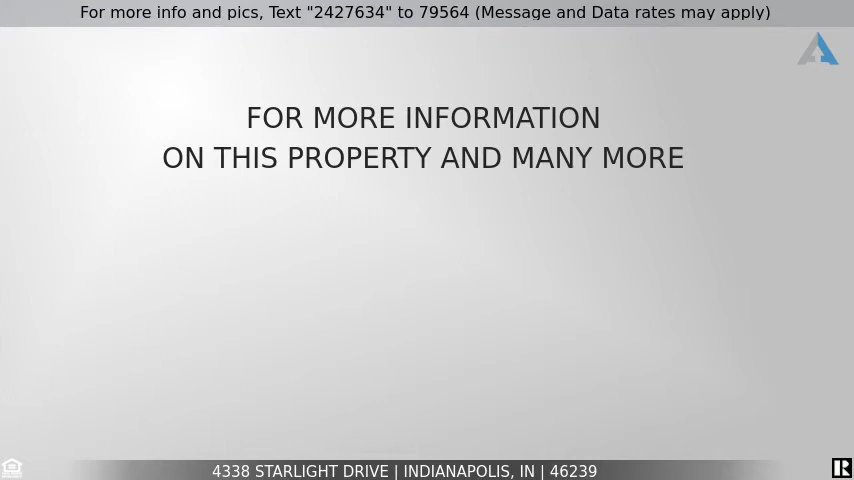 For more info and pics, Text "2427634" to 79564 (Message and Data rates may apply)
FOR MORE INFORMATION
ON THIS PROPERTY AND MANY MORE
4338 STARLIGHT DRIVE | INDIANAPOLIS, IN | 46239